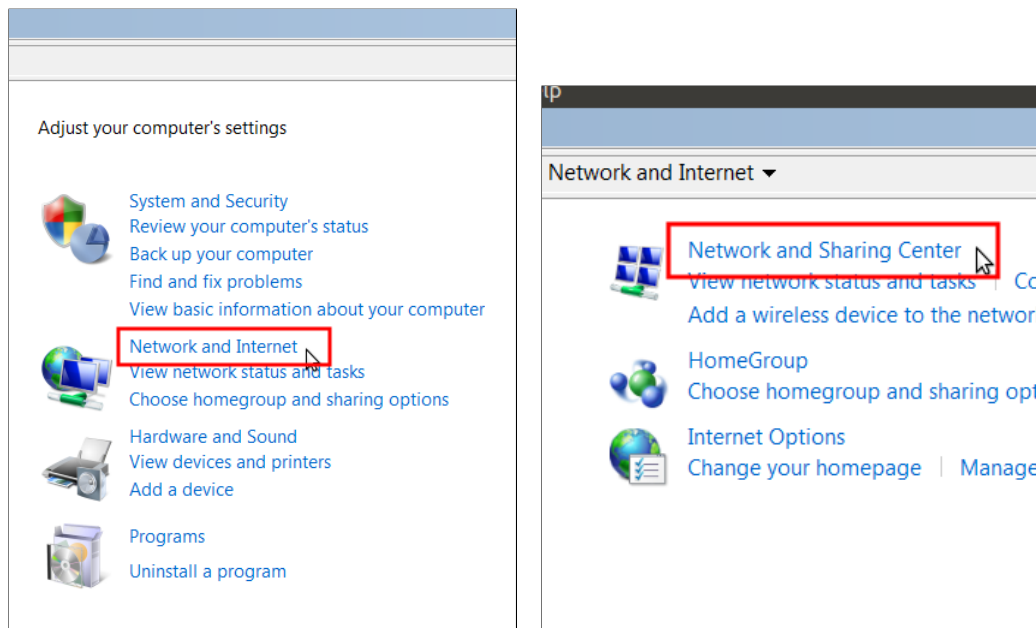 Adjust your computer's settings
System and Security
Review your computer's status
Back up your computer
Find and fix problems
View basic information about your computer
Network and Internet
View network status and tasks
Choose homegroup and sharing options
Hardware and Sound
View devices and printers
Add a device
Programs
Uninstall a program
lp
Network and Internet
Network and Sharing Center
View network status and tasks Co
Add a wireless device to the networ
HomeGroup
Choose homegroup and sharing opt
Internet Options
Change your homepage Manage